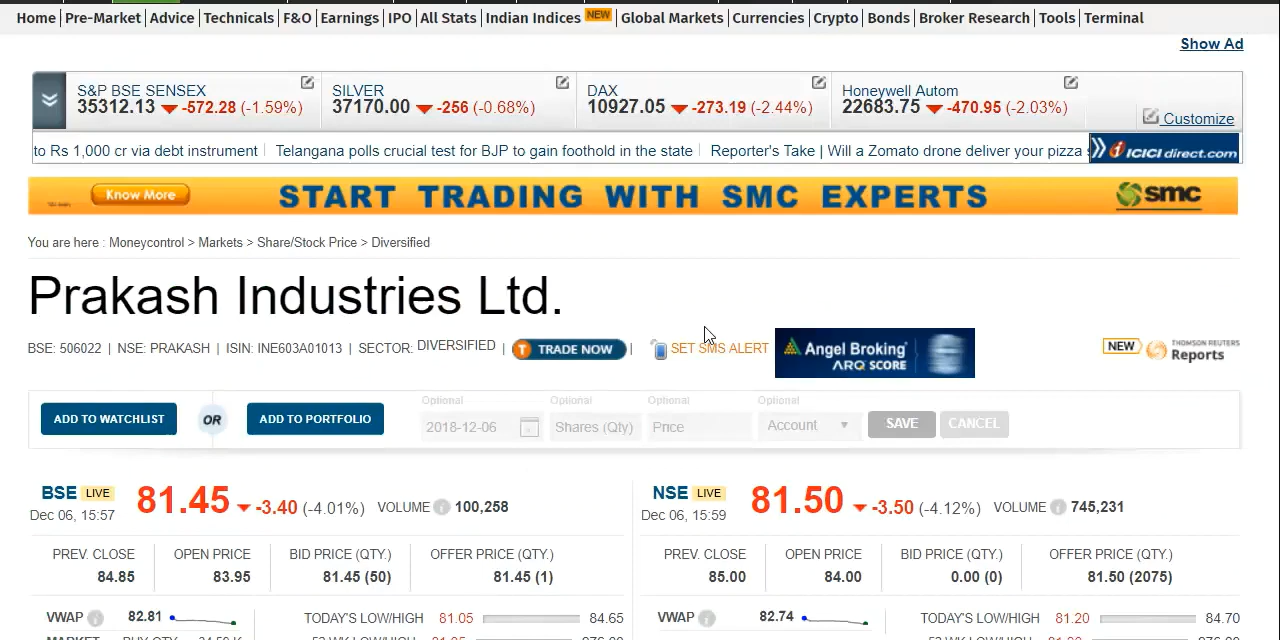 Home | Pre-Market | Advice | Technicals | F&O | Earnings | IPO | All Stats | Indian Indices NEW | Global Markets | Currencies | Crypto | Bonds | Broker Research | Tools | Terminal
Show Ad
S&P BSE SENSEX SILVER DAX Honeywell Autom
35312.13 -572.28 (-1.59%) 37170.00 -256 (-0.68%) 10927.05 -273.19 (-2.44%) 22683.75 -470.95 (-2.03%)
Customize
to Rs 1,000 cr via debt instrument | Telangana polls crucial test for BJP to gain foothold in the state | Reporter's Take | Will a Zomato drone deliver your pizza ICICI direct.com
Know More START TRADING WITH SMC EXPERTS smc
You are here : Moneycontrol > Markets > Share/Stock Price > Diversified
Prakash Industries Ltd.
BSE: 506022 | NSE: PRAKASH | ISIN: INE603A01013 | SECTOR: DIVERSIFIED | T TRADE NOW | SET SMS ALERT Angel Broking ARQ SCORE NEW THOMSON REUTERS Reports
Optional Optional Optional Optional
ADD TO WATCHLIST OR ADD TO PORTFOLIO 2018-12-06 Shares (Qty) Price Account SAVE CANCEL
BSE LIVE 81.45 -3.40 (-4.01%) VOLUME 100,258 NSE LIVE 81.50 -3.50 (-4.12%) VOLUME 745,231
Dec 06, 15:57 Dec 06, 15:59
PREV. CLOSE OPEN PRICE BID PRICE (QTY.) OFFER PRICE (QTY.) PREV. CLOSE OPEN PRICE BID PRICE (QTY.) OFFER PRICE (QTY.)
84.85 83.95 81.45 (50) 81.45 (1) 85.00 84.00 0.00 (0) 81.50 (2075)
VWAP 82.81 TODAY'S LOW/HIGH 81.05 84.65 VWAP 82.74 TODAY'S LOW/HIGH 81.20 84.70